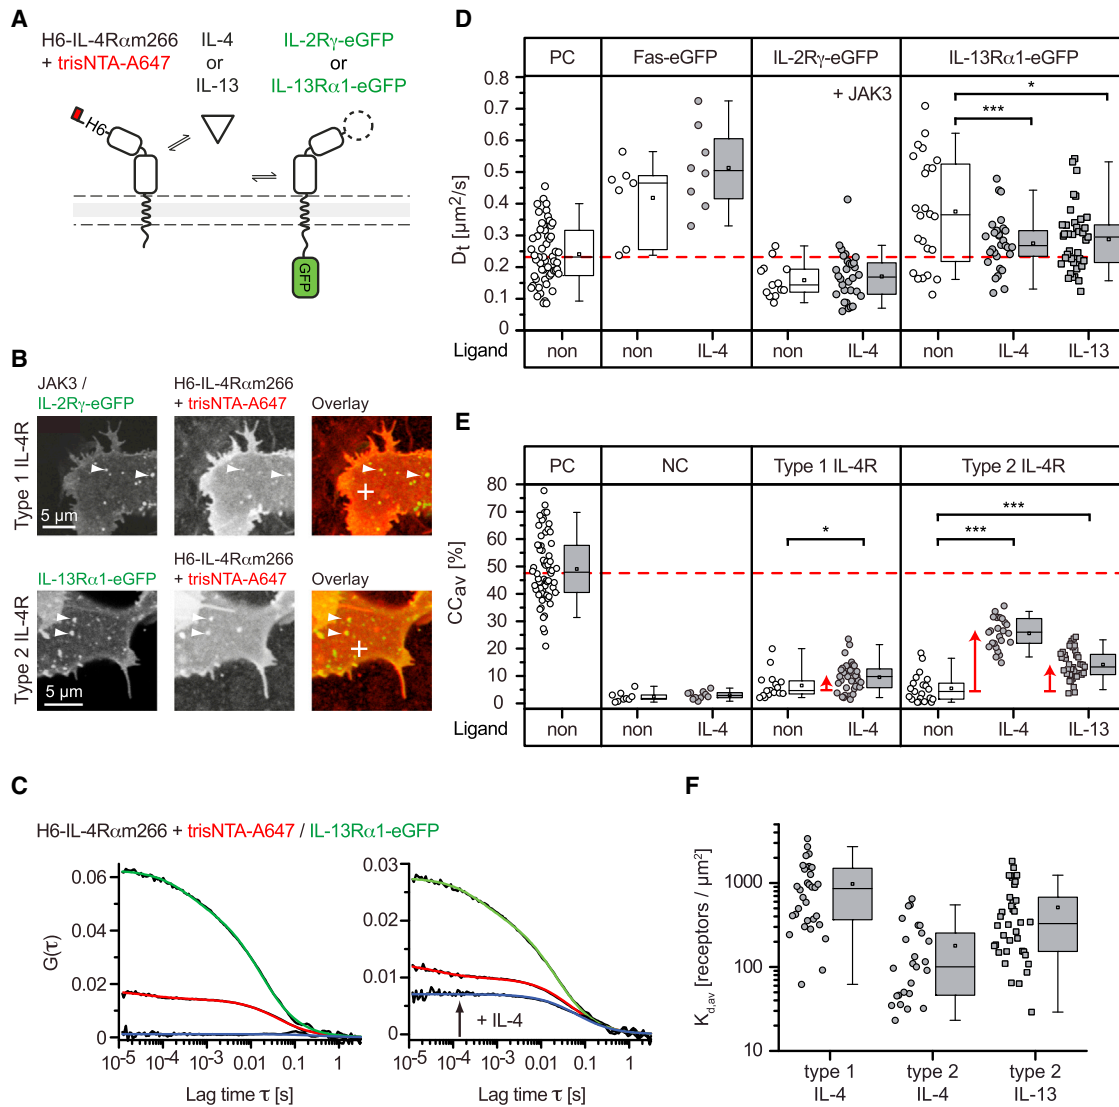 A
H6-IL-4Rαm266
+ trisNTA-A647
IL-4
or
IL-13
IL-2Rγ-eGFP
or
IL-13Rα1-eGFP
H6
GFP
B
JAK3 /
IL-2Rγ-eGFP
H6-IL-4Rαm266
+ trisNTA-A647
Overlay
Type 1 IL-4R
5 µm
IL-13Rα1-eGFP
H6-IL-4Rαm266
+ trisNTA-A647
Overlay
Type 2 IL-4R
5 µm
C
H6-IL-4Rαm266 + trisNTA-A647 / IL-13Rα1-eGFP
G(τ)
0.06
0.04
0.02
0
10-5 10-4 10-3 0.01 0.1 1
Lag time τ [s]
0.03
0.02
0.01
0
+ IL-4
10-5 10-4 10-3 0.01 0.1 1
Lag time τ [s]
D
PC Fas-eGFP IL-2Rγ-eGFP IL-13Rα1-eGFP
+ JAK3
*
***
Dt [µm²/s]
0.8
0.7
0.6
0.5
0.4
0.3
0.2
0.1
0
Ligand non non IL-4 non IL-4 IL-13
non IL-4
E
PC NC Type 1 IL-4R Type 2 IL-4R
*
***
***
CCav [%]
80
70
60
50
40
30
20
10
0
Ligand non non IL-4 non IL-4 non IL-4 IL-13
F
Kd,av [receptors / µm²]
1000
100
10
type 1
IL-4
type 2
IL-4
type 2
IL-13